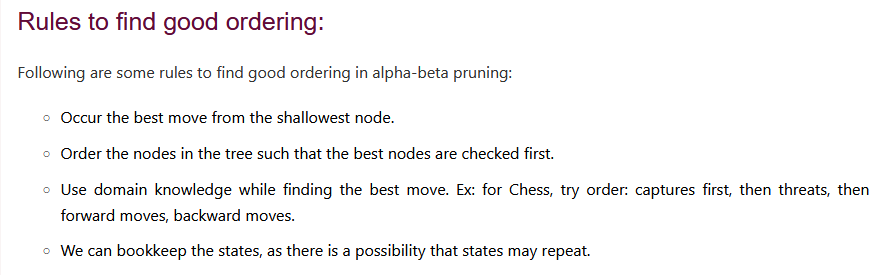 Rules to find good ordering:
Following are some rules to find good ordering in alpha-beta pruning:
○ Occur the best move from the shallowest node.
○ Order the nodes in the tree such that the best nodes are checked first.
○ Use domain knowledge while finding the best move. Ex: for Chess, try order: captures first, then threats, then
forward moves, backward moves.
○ We can bookkeep the states, as there is a possibility that states may repeat.